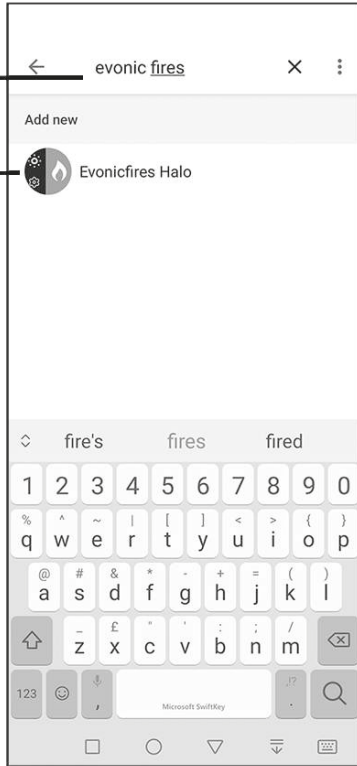 evonic fires
Add new
Evonicfires Halo
fire's fires fired
1 2 3 4 5 6 7 8 9 0
% ^ ~ | [ ] < > { }
q w e r t y u i o p
@ # & * - + = ( )
a s d f g h j k l
_ £ " ' : ; /
z x c v b n m
123 , Microsoft SwiftKey ,!? .